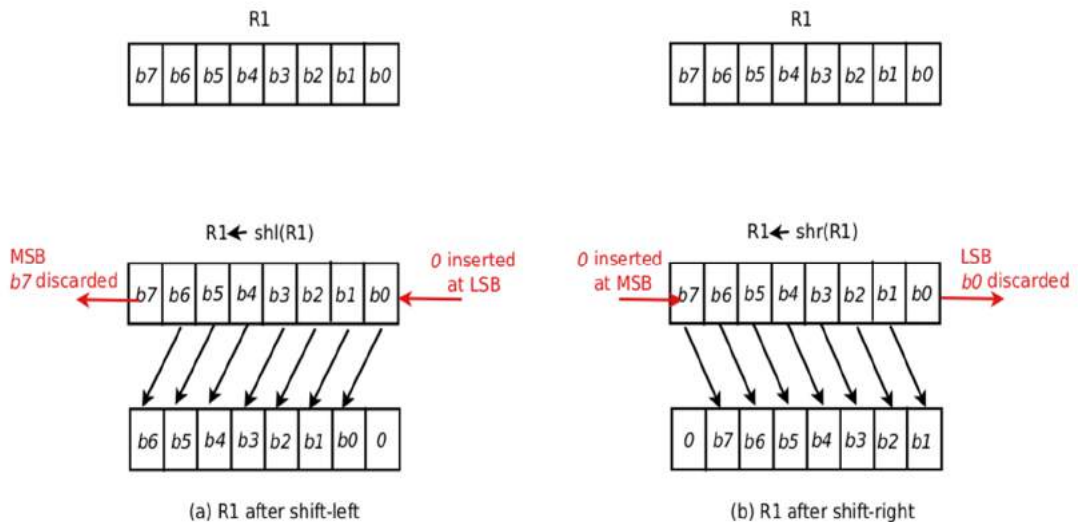 R1
b7 b6 b5 b4 b3 b2 b1 b0
R1← shl(R1)
MSB
b7 discarded
0 inserted
at LSB
b7 b6 b5 b4 b3 b2 b1 b0
b6 b5 b4 b3 b2 b1 b0 0
(a) R1 after shift-left
R1
b7 b6 b5 b4 b3 b2 b1 b0
R1← shr(R1)
0 inserted
at MSB
LSB
b0 discarded
b7 b6 b5 b4 b3 b2 b1 b0
0 b7 b6 b5 b4 b3 b2 b1
(b) R1 after shift-right